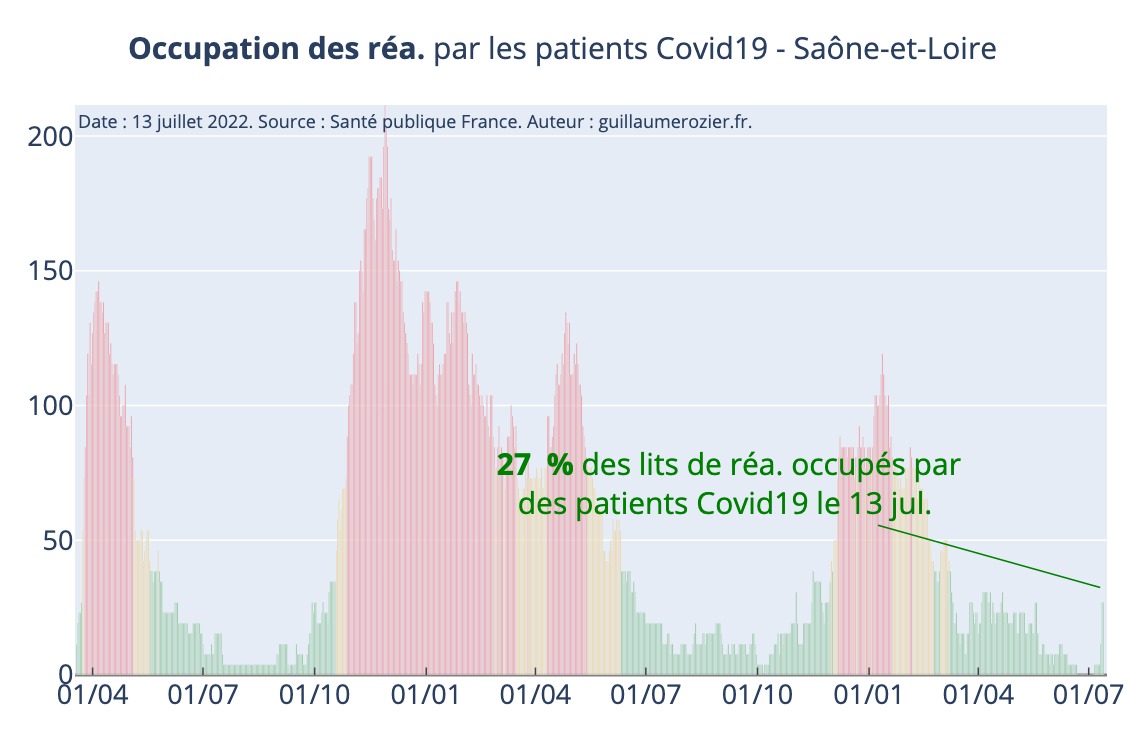 Occupation des réa. par les patients Covid19 - Saône-et-Loire
Date : 13 juillet 2022. Source : Santé publique France. Auteur : guillaumerozier.fr.
200
150
100
27 % des lits de réa. occupés par
des patients Covid19 le 13 jul.
50
0
01/04 01/07 01/10 01/01 01/04 01/07 01/10 01/01 01/04 01/07